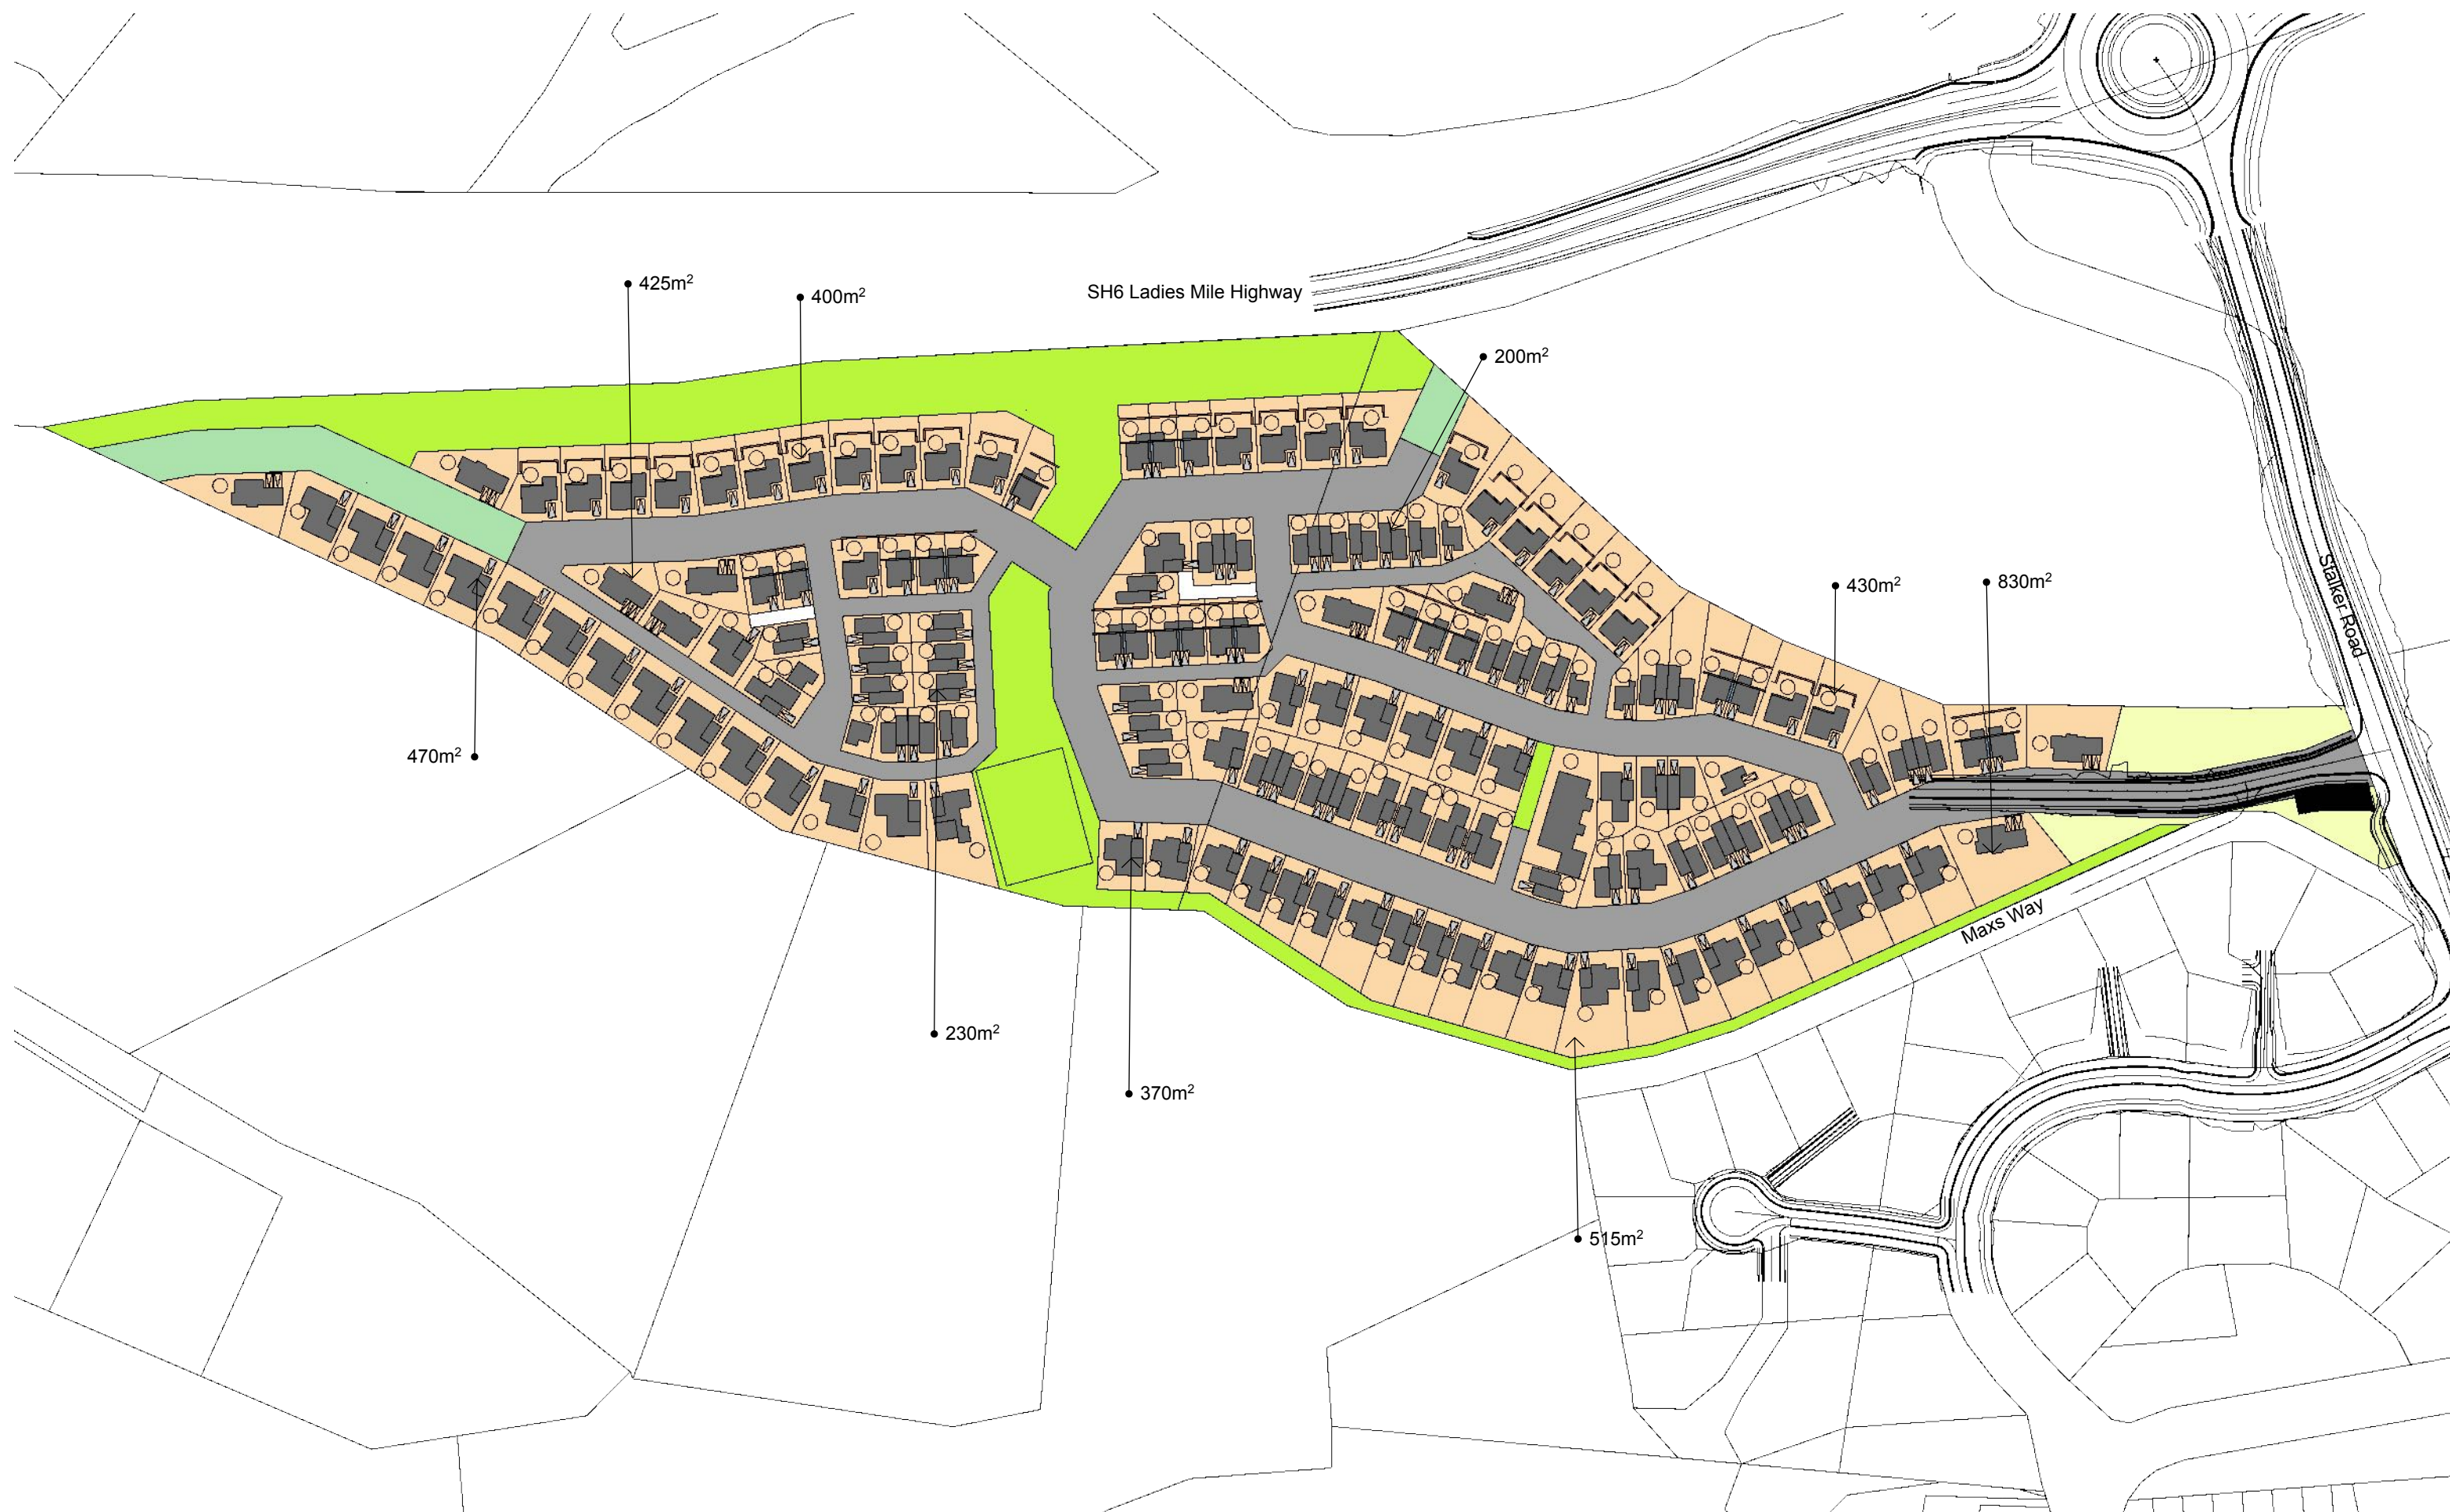 425m²
400m²
SH6 Ladies Mile Highway
200m²
430m²
830m²
Stalker Road
470m²
Maxs Way
230m²
370m²
515m²